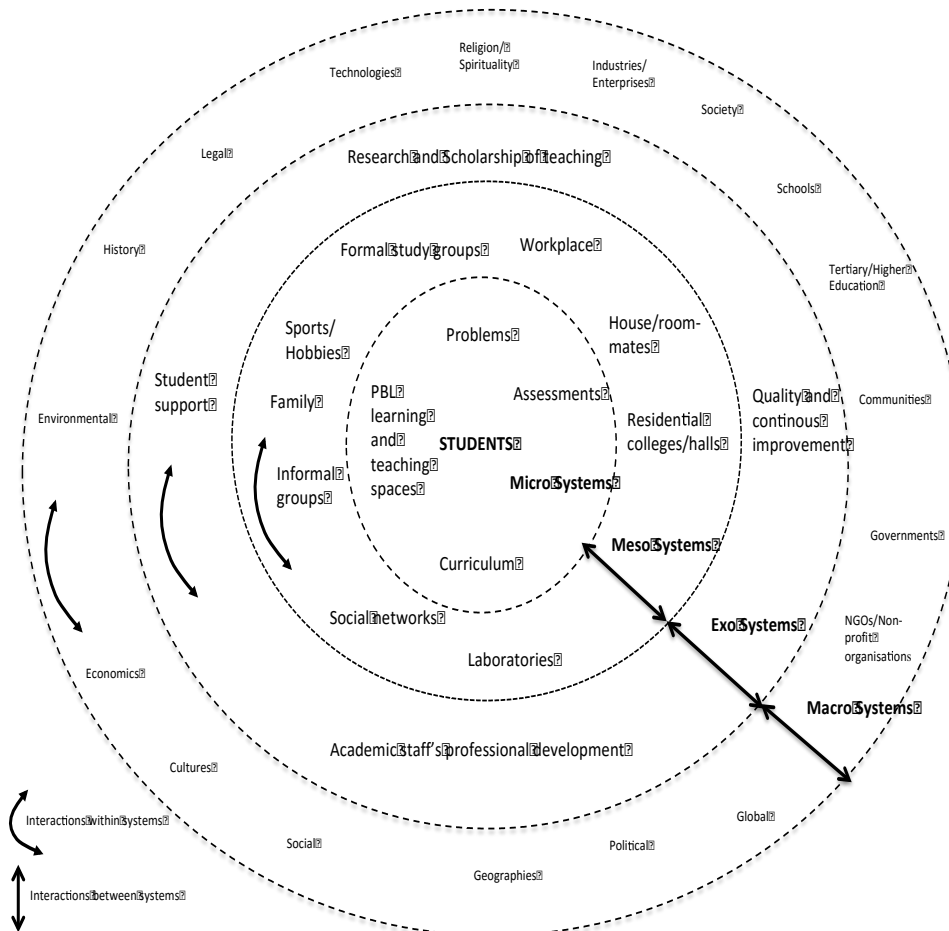 Religion/
Spirituality
Technologies
Industries/
Enterprises
Society
Legal
Research and Scholarship of teaching
Schools
History
Formal study groups
Workplace
Tertiary/Higher
Education
Sports/
Hobbies
Problems
House/room-
mates
Student
support
Family
PBL
learning
and
teaching
spaces
Assessments
Quality and
continous
improvement
Communities
Environmental
Residential
colleges/halls
STUDENTS
Informal
groups
Micro Systems
Meso Systems
Governments
Curriculum
Social networks
Exo Systems
NGOs/Non-
profit
organisations
Laboratories
Economics
Macro Systems
Academic staff's professional development
Cultures
Interactions within systems
Global
Social
Political
Geographies
Interactions between systems